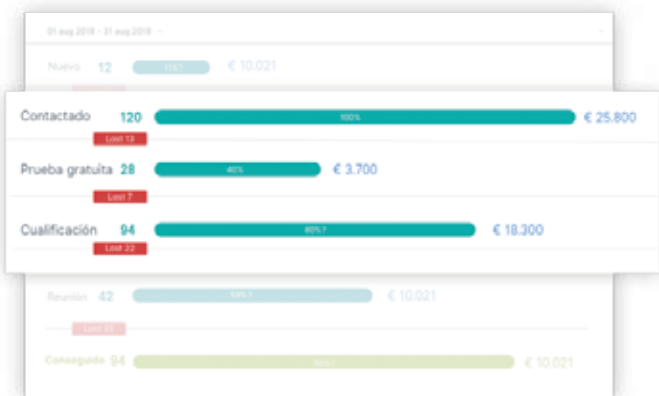 01 aug 2018 - 31 aug 2018
Nuevo 12 € 10.021
Contactado 120 100% € 25.800
Lost 13
Prueba gratuita 28 40% € 3.700
Lost 7
Cualificación 94 80% ? € 18.300
Lost 22
Reunión 42 € 10.021
Conseguido 94 € 10.021